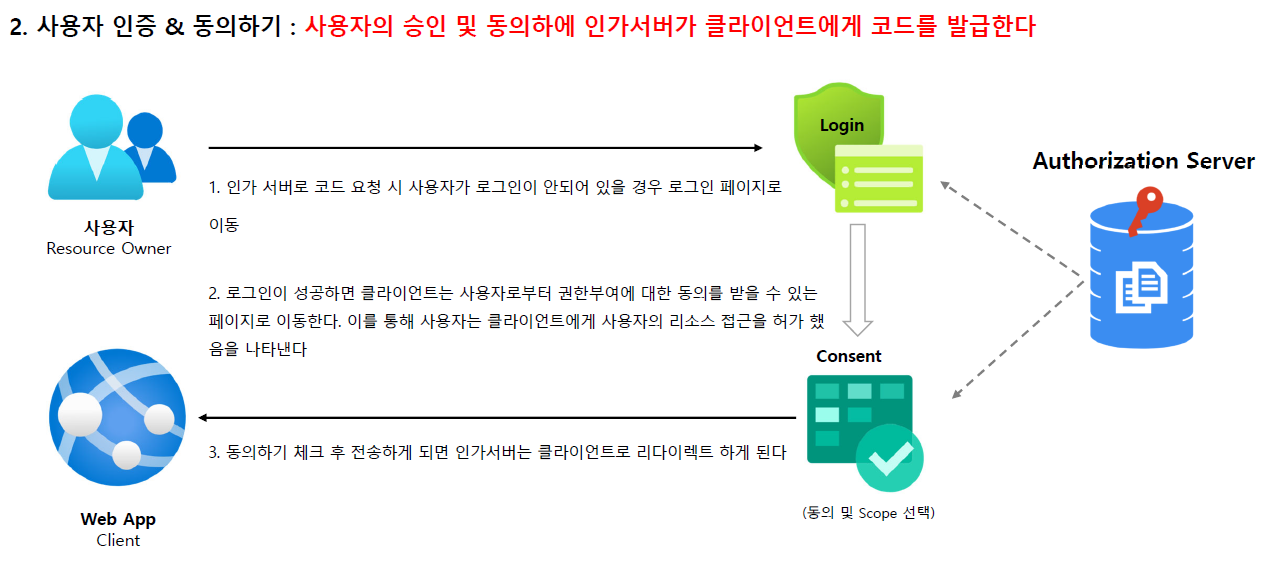 2. 사용자 인증 & 동의하기 : 사용자의 승인 및 동의하에 인가서버가 클라이언트에게 코드를 발급한다
Login
Authorization Server
1. 인가 서버로 코드 요청 시 사용자가 로그인이 안되어 있을 경우 로그인 페이지로
이동
사용자
Resource Owner
2. 로그인이 성공하면 클라이언트는 사용자로부터 권한부여에 대한 동의를 받을 수 있는
페이지로 이동한다. 이를 통해 사용자는 클라이언트에게 사용자의 리소스 접근을 허가 했
음을 나타낸다
Consent
3. 동의하기 체크 후 전송하게 되면 인가서버는 클라이언트로 리다이렉트 하게 된다
(동의 및 Scope 선택)
Web App
Client